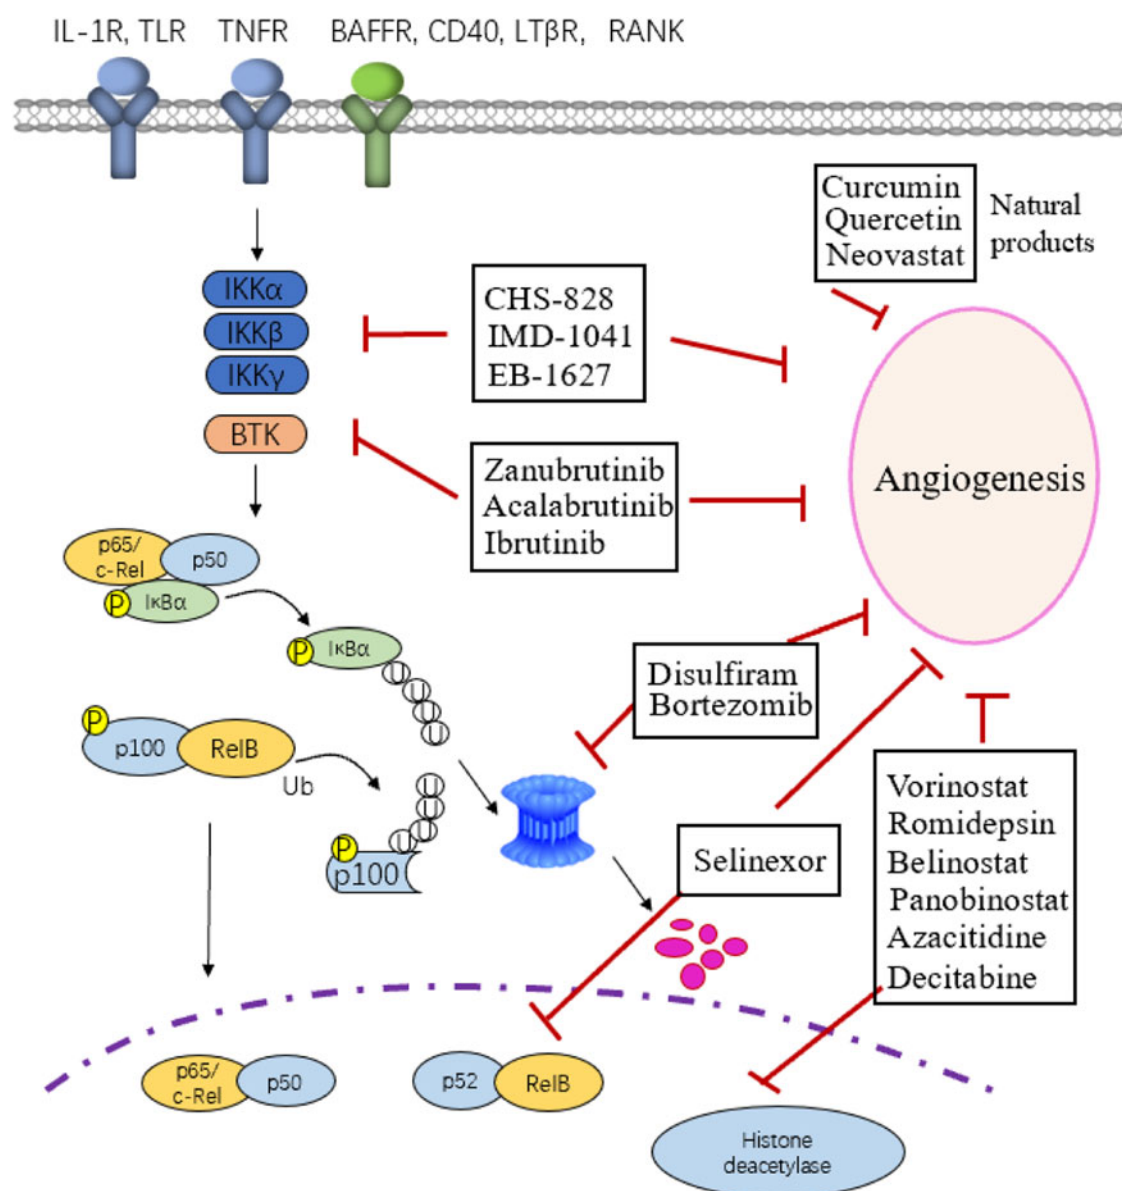 IL-1R, TLR TNFR BAFFR, CD40, LTβR, RANK
Curcumin
Quercetin
Neovastat
Natural
products
IKKα
IKKβ
IKKγ
BTK
CHS-828
IMD-1041
EB-1627
Zanubrutinib
Acalabrutinib
Ibrutinib
Angiogenesis
p65/
c-Rel
p50
P
IκBα
P
IκBα
U
U
U
U
Disulfiram
Bortezomib
P
p100
RelB
Ub
U
U
U
U
P
p100
Selinexor
Vorinostat
Romidepsin
Belinostat
Panobinostat
Azacitidine
Decitabine
p65/
c-Rel
p50
p52
RelB
Histone
deacetylase